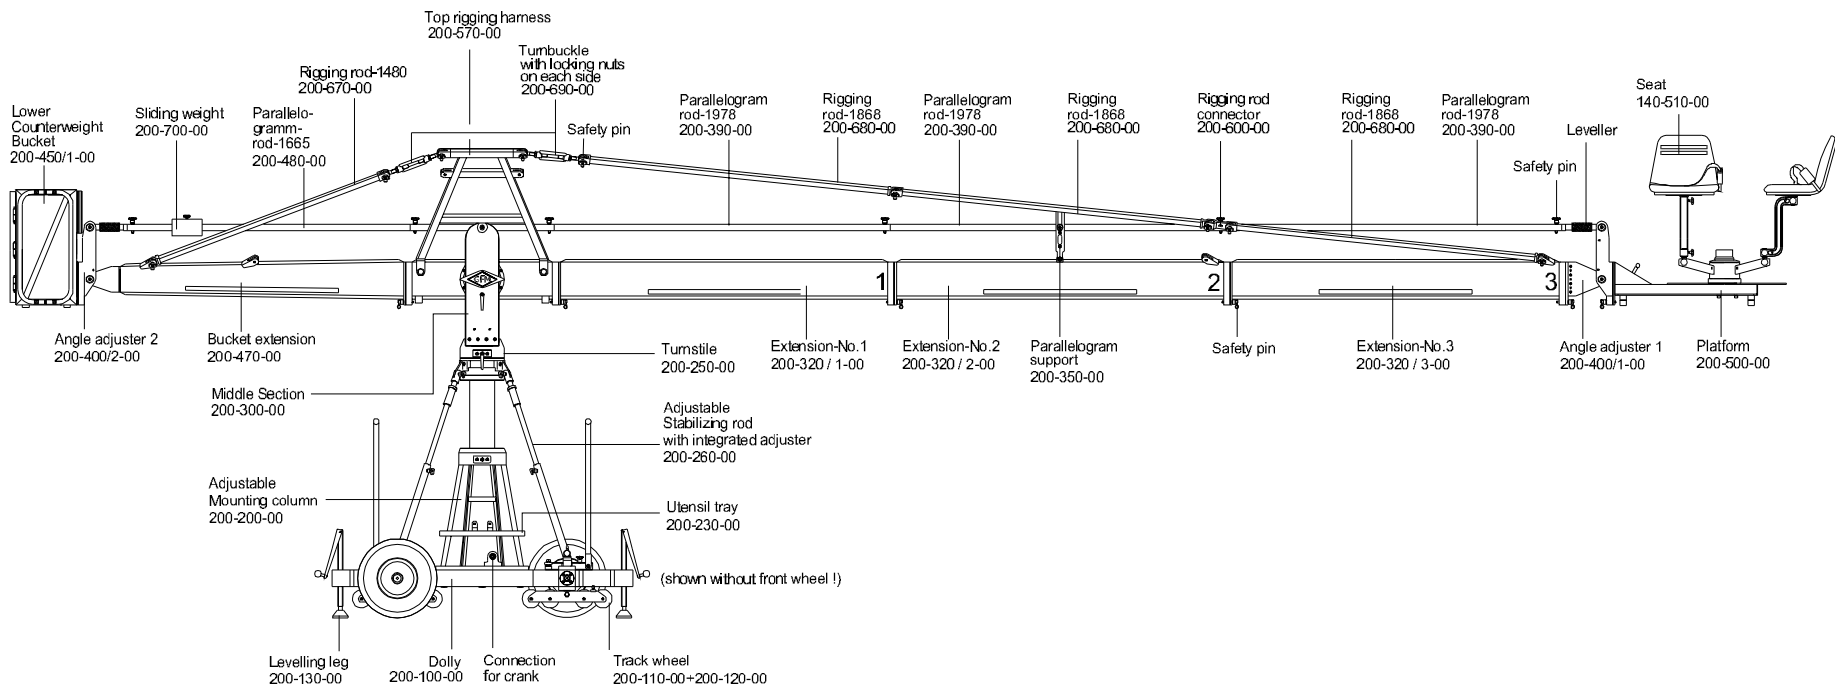 Top rigging harness
200-570-00
Turnbuckle
with locking nuts
on each side
200-690-00
Rigging rod-1480
200-670-00
Lower
Counterweight
Bucket
200-450/1-00
Sliding weight
200-700-00
Parallelo-
gramm-
rod-1665
200-480-00
Safety pin
Parallelogram
rod-1978
200-390-00
Rigging
rod-1868
200-680-00
Parallelogram
rod-1978
200-390-00
Rigging
rod-1868
200-680-00
Rigging rod
connector
200-600-00
Rigging
rod-1868
200-680-00
Parallelogram
rod-1978
200-390-00
Leveller
Safety pin
Seat
140-510-00
1
2
3
Angle adjuster 2
200-400/2-00
Bucket extension
200-470-00
Turnstile
200-250-00
Extension-No.1
200-320 / 1-00
Extension-No.2
200-320 / 2-00
Parallelogram
support
200-350-00
Safety pin
Extension-No.3
200-320 / 3-00
Angle adjuster 1
200-400/1-00
Platform
200-500-00
Middle Section
200-300-00
Adjustable
Stabilizing rod
with integrated adjuster
200-260-00
Adjustable
Mounting column
200-200-00
Utensil tray
200-230-00
(shown without front wheel !)
Levelling leg
200-130-00
Dolly
200-100-00
Connection
for crank
Track wheel
200-110-00+200-120-00